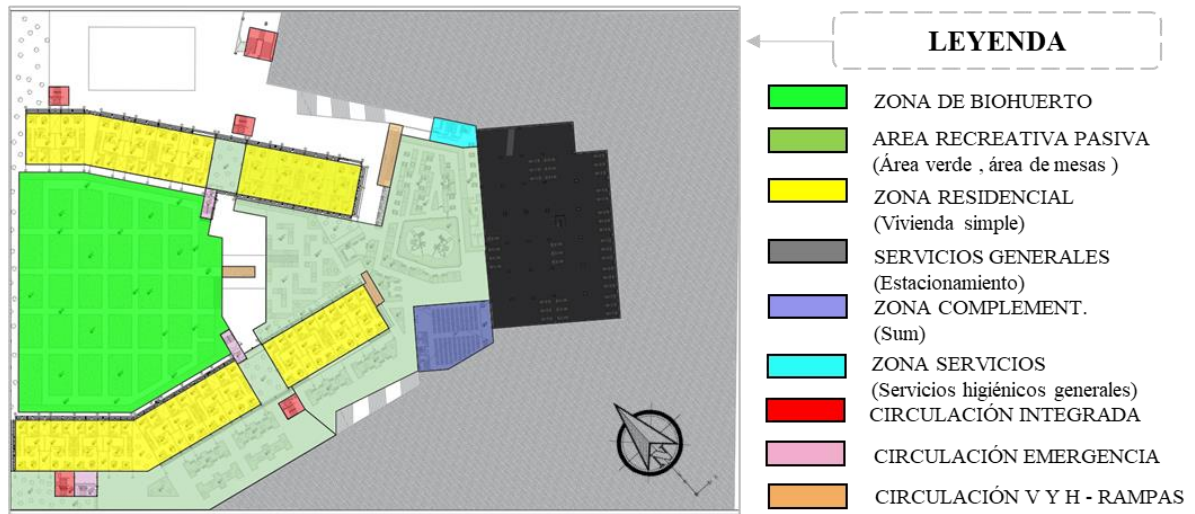 LEYENDA
ZONA DE BIOHUERTO
AREA RECREATIVA PASIVA
(Área verde , área de mesas )
ZONA RESIDENCIAL
(Vivienda simple)
SERVICIOS GENERALES
(Estacionamiento)
ZONA COMPLEMENT.
(Sum)
ZONA SERVICIOS
(Servicios higiénicos generales)
CIRCULACIÓN INTEGRADA
CIRCULACIÓN EMERGENCIA
CIRCULACIÓN V Y H - RAMPAS